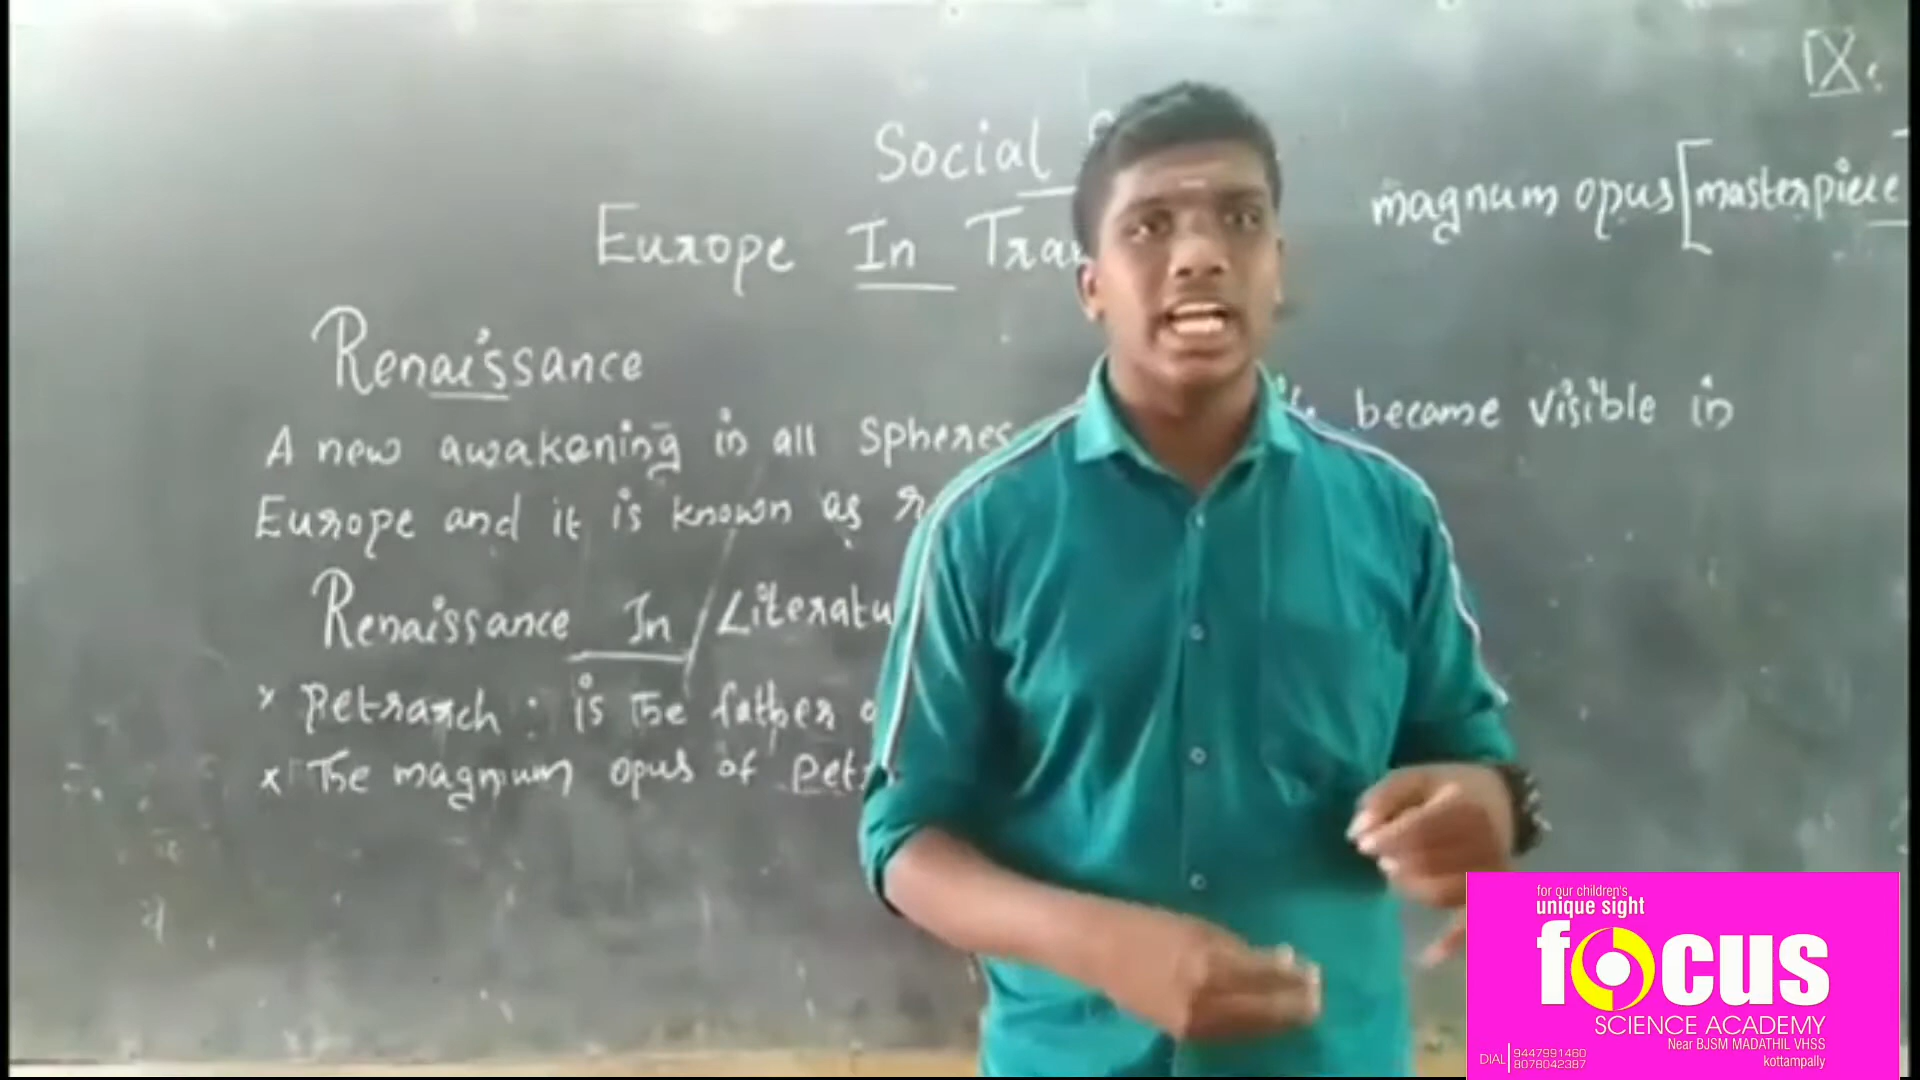 IX.
Social
magnum opus [masterpiece
Europe In
Renaissance
A new awakening in all spheres became visible in
Europe and it is known as
Renaissance In
* Petrarch : is the father
* The magnum opus of
for our children's
unique sight
focus
SCIENCE ACADEMY
Near BJSM MADATHIL VHSS
kottampally
DIAL 9447991460
8078042387